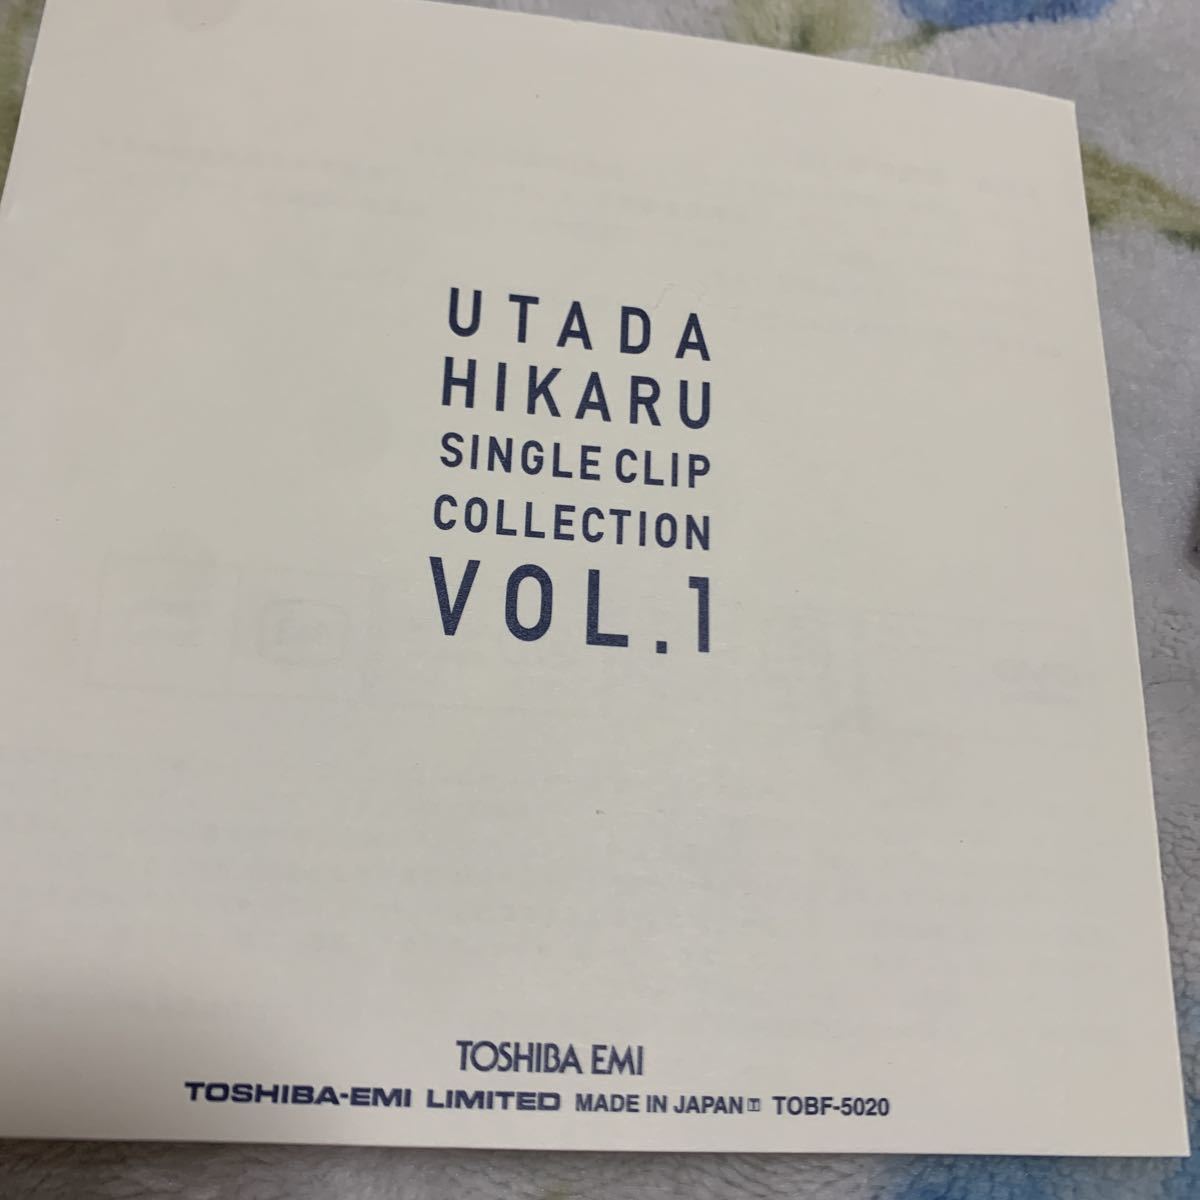 UTADA
HIKARU
SINGLE CLIP
COLLECTION
VOL.1
TOSHIBA EMI
TOSHIBA-EMI LIMITED MADE IN JAPAN TOBF-5020